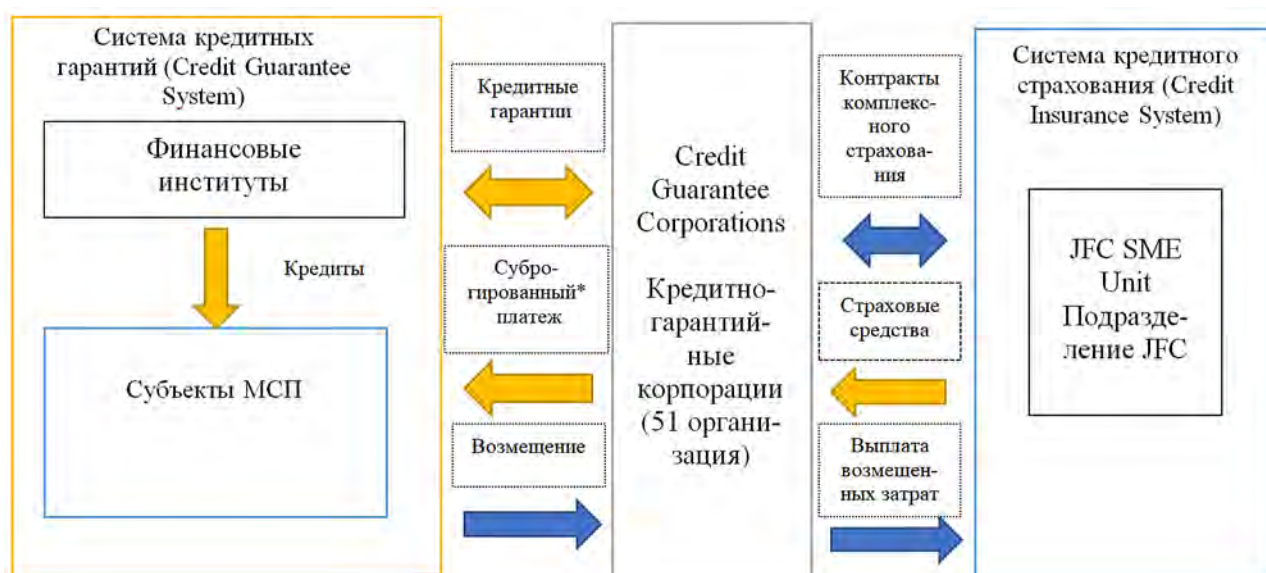 Система кредитных
гарантий (Credit Guarantee
System)
Финансовые
институты
Кредиты
Субъекты МСП
Кредитные
гарантии
Субро-
гированный*
платеж
Возмещение
Credit
Guarantee
Corporations
Кредитно-
гарантий-
ные
корпорации
(51 органи-
зация)
Контракты
комплекс-
ного
страхова-
ния
Страховые
средства
Выплата
возмещен-
ных затрат
Система кредитного
страхования (Credit
Insurance System)
JFC SME
Unit
Подразде-
ление JFC